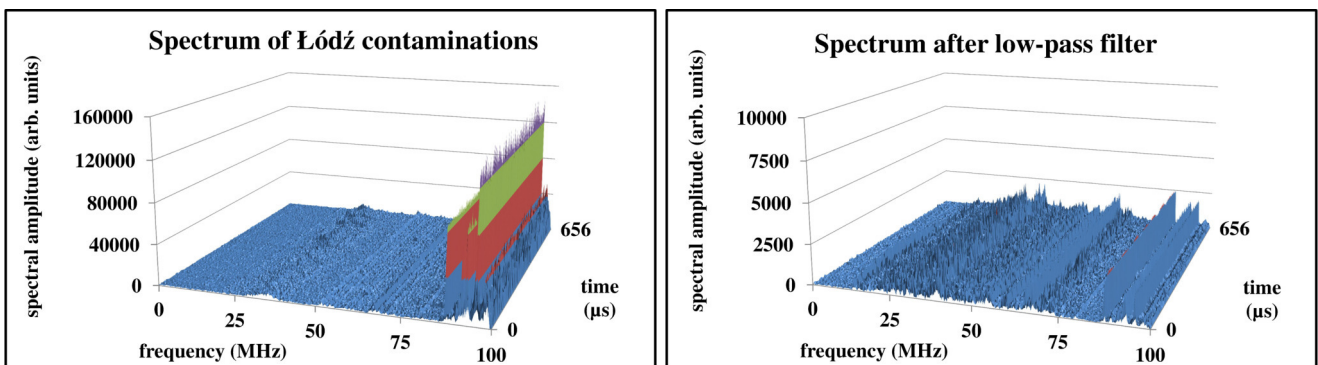 Spectrum of Łódź contaminations
spectral amplitude (arb. units)
160000
120000
80000
40000
0
0
25
50
75
100
frequency (MHz)
656
time
(µs)
0
Spectrum after low-pass filter
spectral amplitude (arb. units)
10000
7500
5000
2500
0
0
25
50
75
100
frequency (MHz)
656
time
(µs)
0